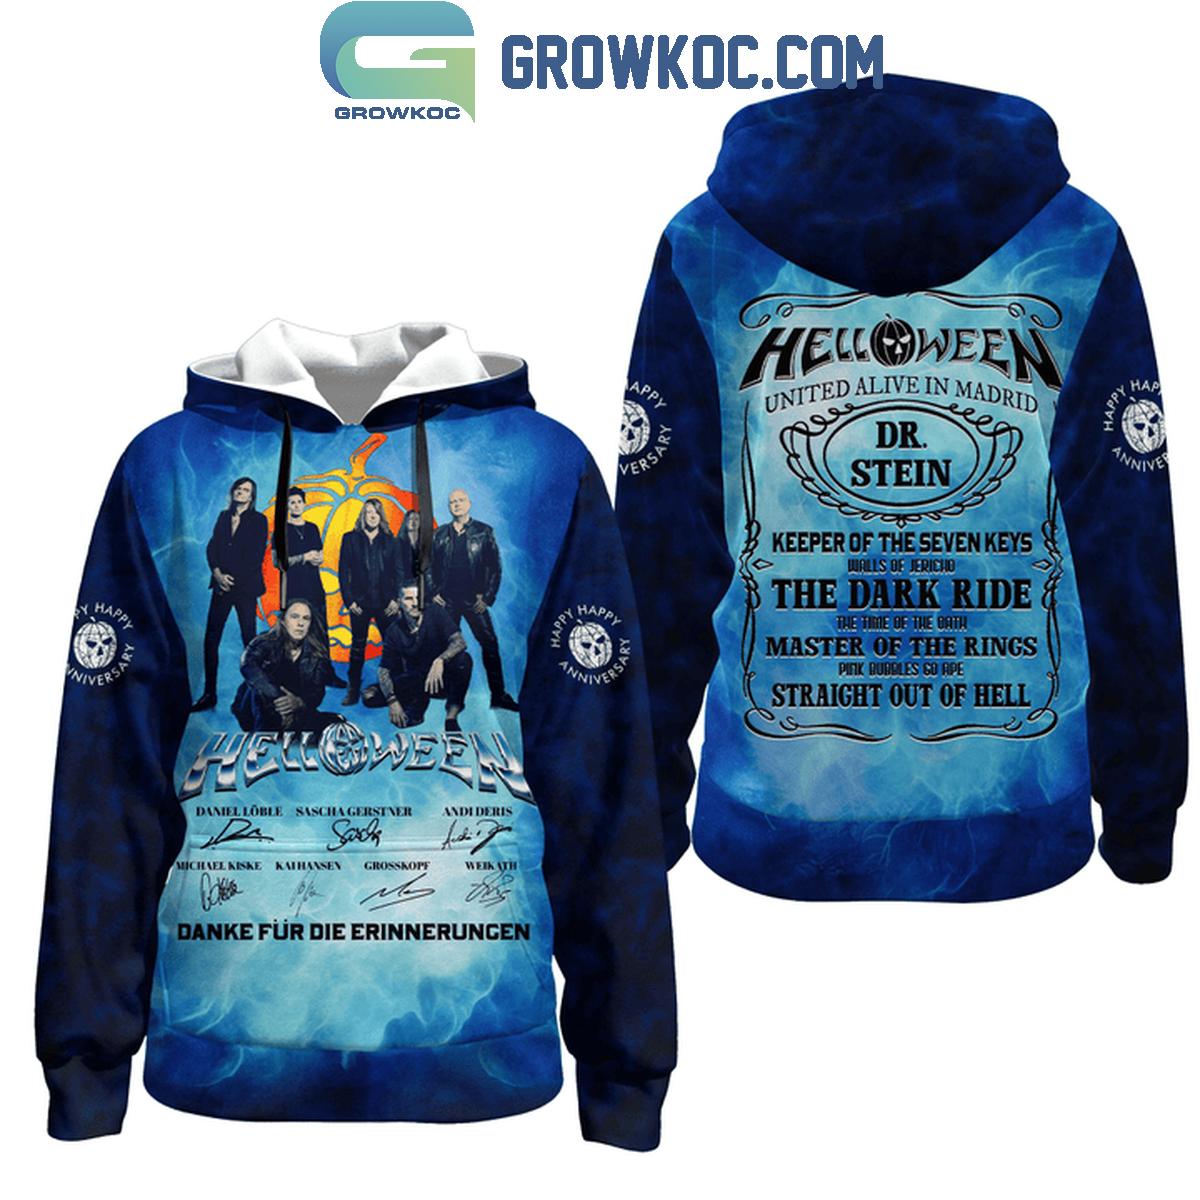 GROWKOC
GROWKOC.COM
HELLOWEEN
DANIEL LÖBLE SASCHA GERSTNER ANDI DERIS
MICHAEL KISKE KAI HANSEN GROSSKOPF WEIKATH
DANKE FÜR DIE ERINNERUNGEN
HAPPY HAPPY
ANNIVERSARY
HAPPY HAPPY
ANNIVERSARY
HELLOWEEN
UNITED ALIVE IN MADRID
DR.
STEIN
KEEPER OF THE SEVEN KEYS
WALLS OF JERICHO
THE DARK RIDE
THE TIME OF THE OATH
MASTER OF THE RINGS
PINK BUBBLES GO APE
STRAIGHT OUT OF HELL
HAPPY
VERSARY
HAPPY HAP
ANNIVER